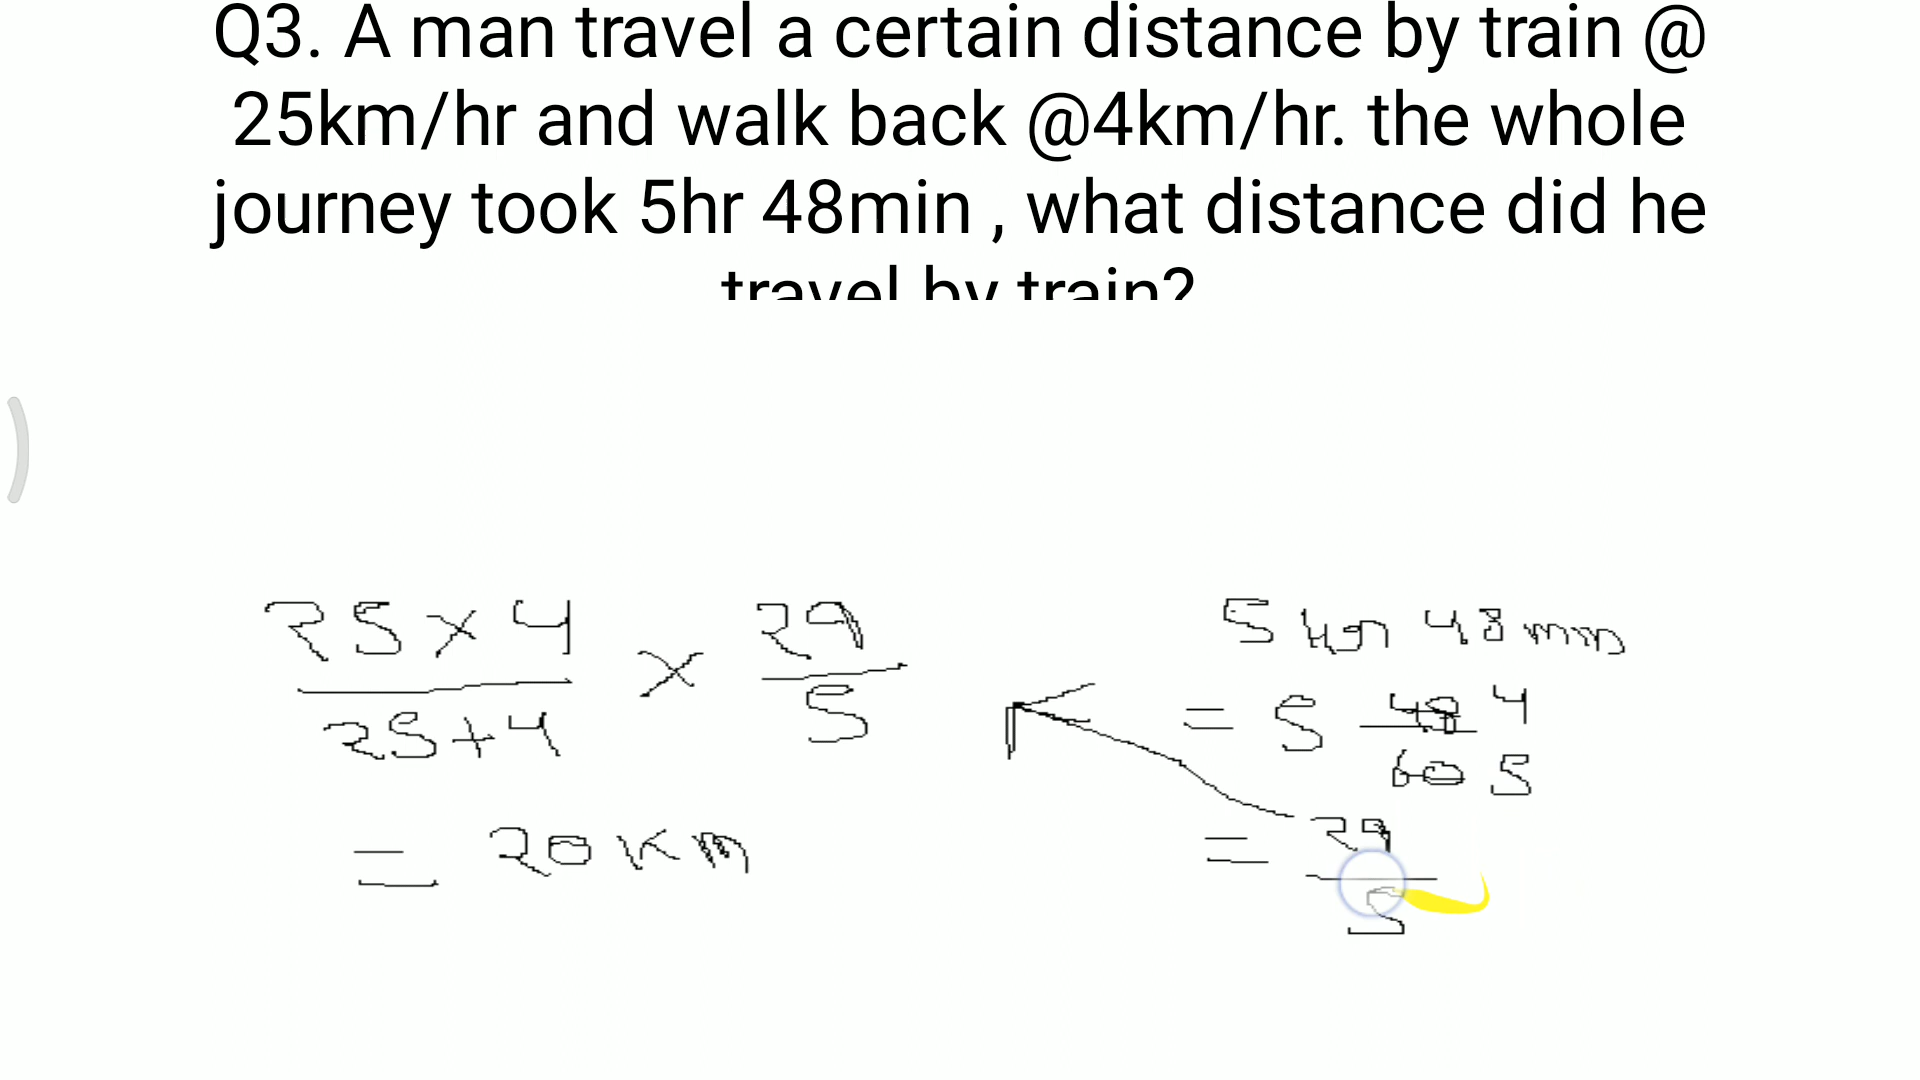 Q3. A man travel a certain distance by train @
25km/hr and walk back @4km/hr. the whole
journey took 5hr 48min , what distance did he
travel by train?
25 × 4 × 29
25+4 5
= 20 Km
5 hr 48 min
= 5 48 4
60 5
= 29
5